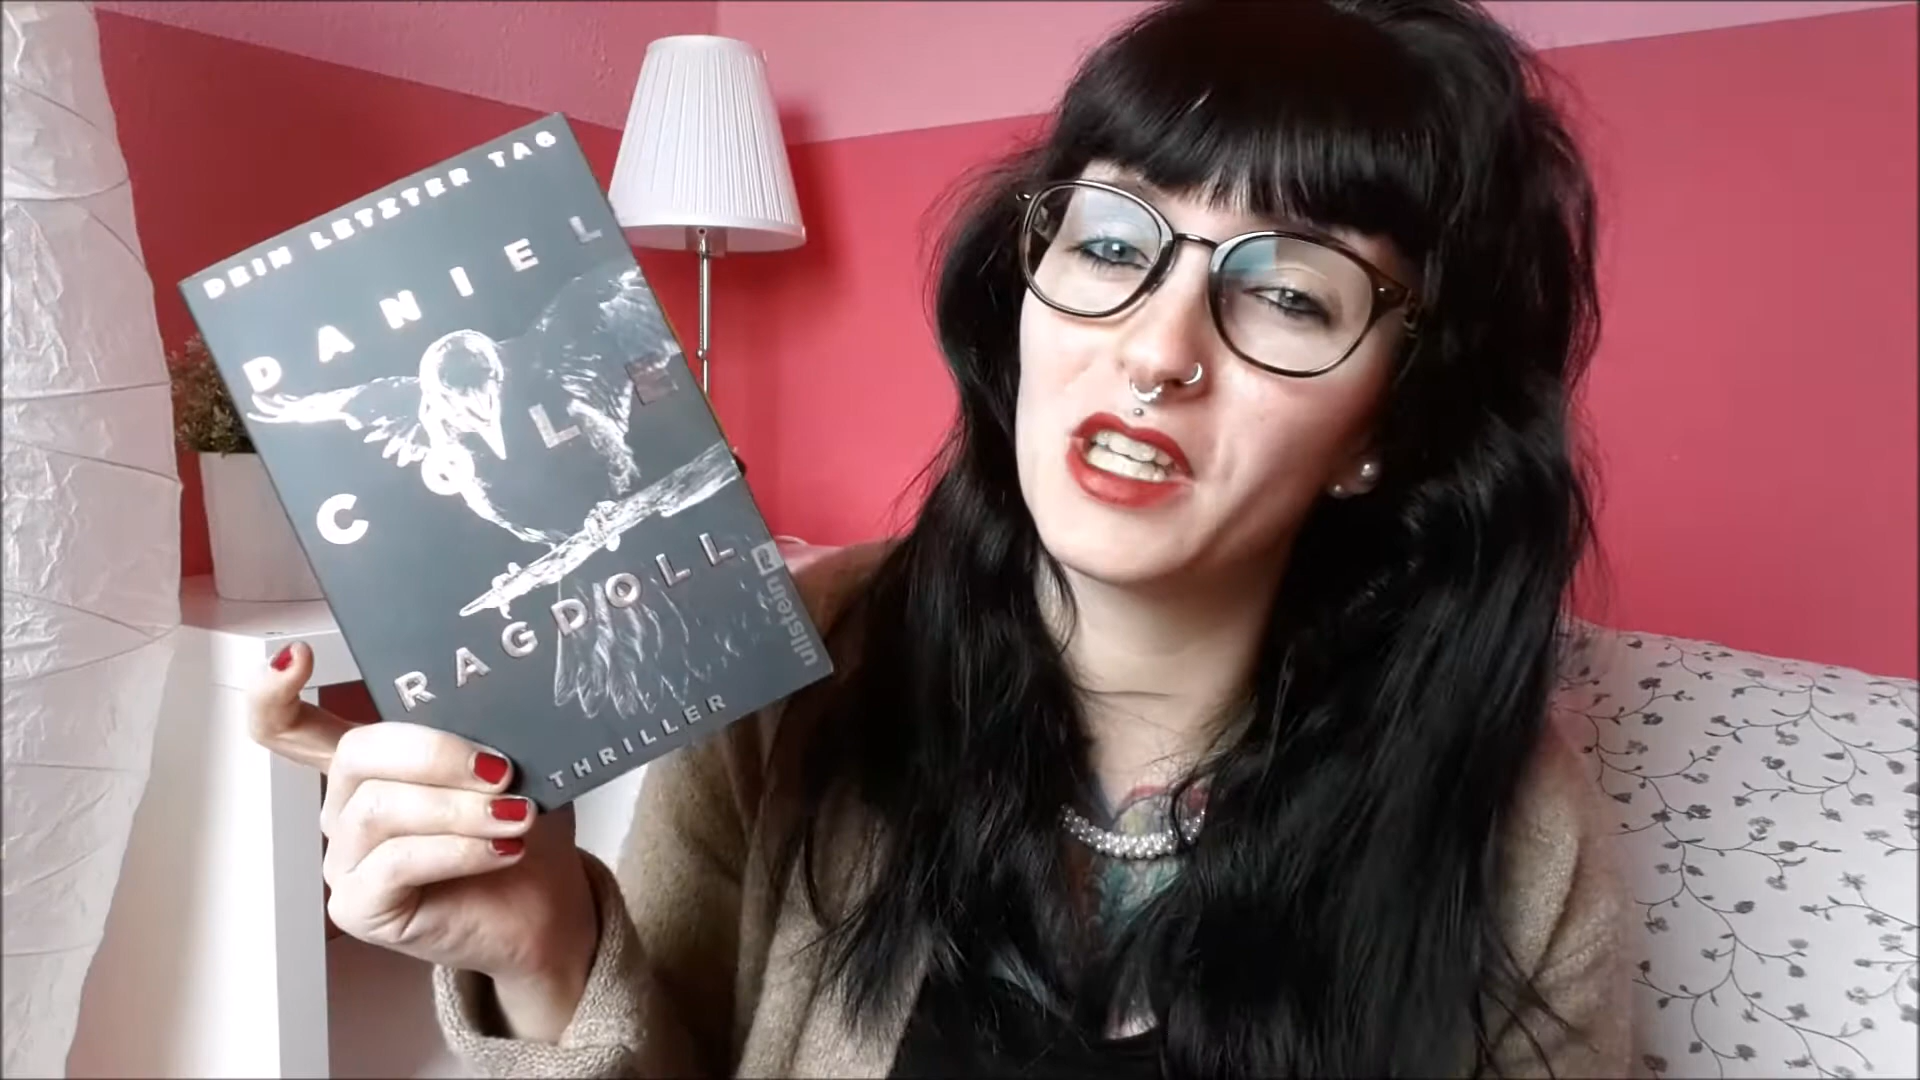 DEIN LETZTER TAG
DANIEL
COLE
RAGDOLL
ullstein
THRILLER